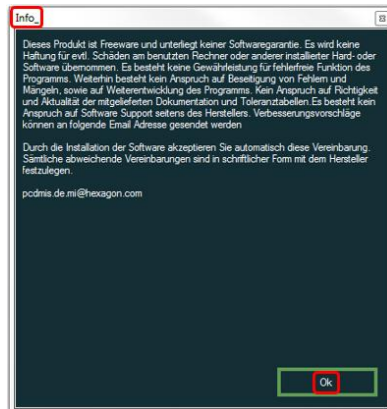 Info_
Dieses Produkt ist Freeware und unterliegt keiner Softwaregarantie. Es wird keine
Haftung für evtl. Schäden am benutzten Rechner oder anderer installierter Hard- oder
Software übernommen. Es besteht keine Gewährleistung für fehlerfreie Funktion des
Programms. Weiterhin besteht kein Anspruch auf Beseitigung von Fehlern und
Mängeln, sowie auf Weiterentwicklung des Programms. Kein Anspruch auf Richtigkeit
und Aktualität der mitgelieferten Dokumentation und Toleranztabellen.Es besteht kein
Anspruch auf Software Support seitens des Herstellers. Verbesserungsvorschläge
können an folgende Email Adresse gesendet werden
Durch die Installation der Software akzeptieren Sie automatisch diese Vereinbarung.
Sämtliche abweichende Vereinbarungen sind in schriftlicher Form mit dem Hersteller
festzulegen.
pcdmis.de.mi@hexagon.com
Ok